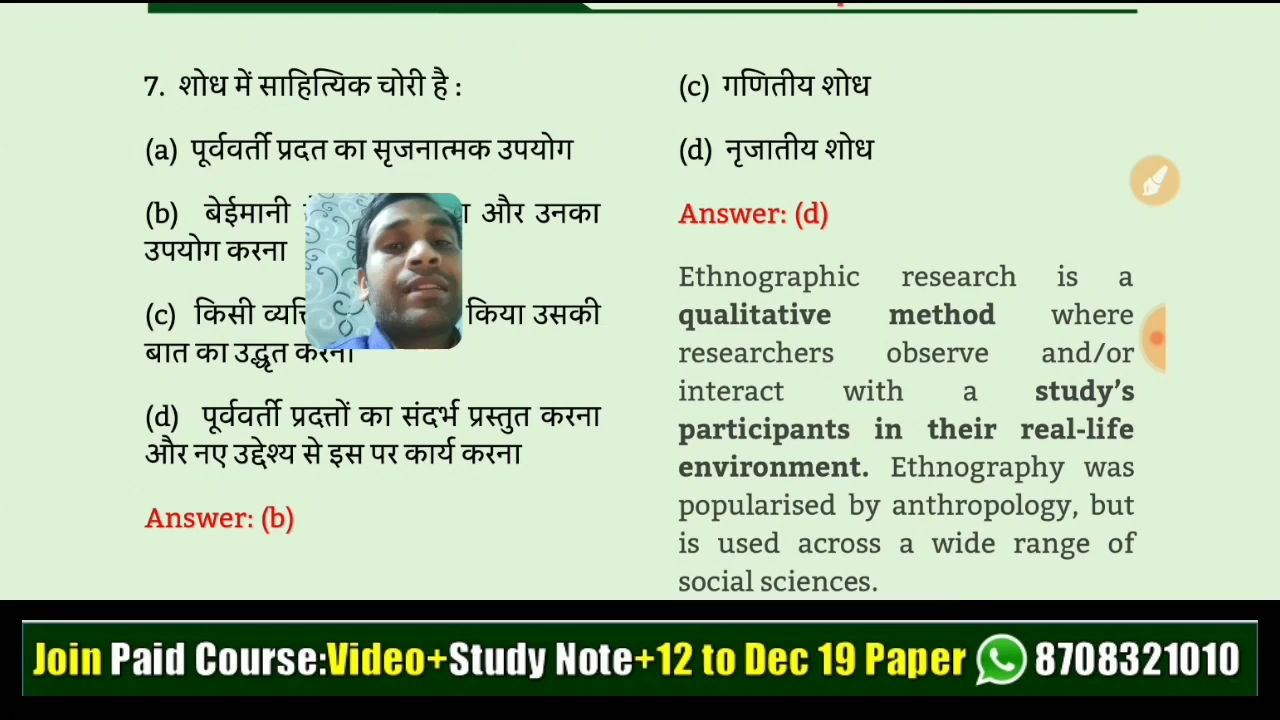 7. शोध में साहित्यिक चोरी है :
(a) पूर्ववर्ती प्रदत का सृजनात्मक उपयोग
(b) बेईमानी और उनका
उपयोग करना
(c) किसी किया उसकी
बात का उद्धृत करना
(d) पूर्ववर्ती प्रदत्तों का संदर्भ प्रस्तुत करना
और नए उद्देश्य से इस पर कार्य करना
Answer: (b)
(c) गणितीय शोध
(d) नृजातीय शोध
Answer: (d)
Ethnographic research is a
qualitative method where
researchers observe and/or
interact with a study’s
participants in their real-life
environment. Ethnography was
popularised by anthropology, but
is used across a wide range of
social sciences.
Join Paid Course:Video+Study Note+12 to Dec 19 Paper 8708321010